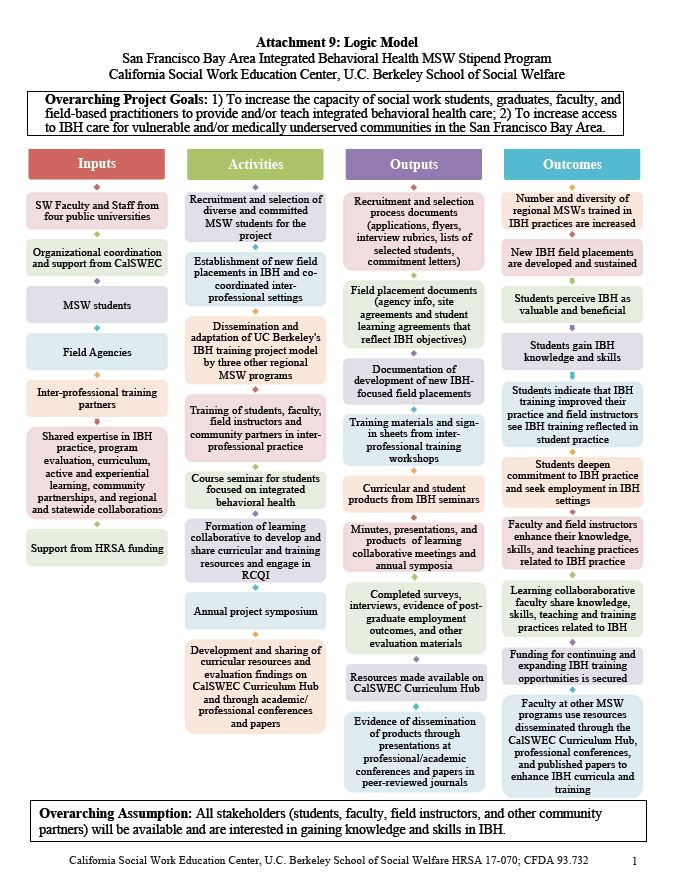 Attachment 9: Logic Model
San Francisco Bay Area Integrated Behavioral Health MSW Stipend Program
California Social Work Education Center, U.C. Berkeley School of Social Welfare
Overarching Project Goals: 1) To increase the capacity of social work students, graduates, faculty, and
field-based practitioners to provide and/or teach integrated behavioral health care; 2) To increase access
to IBH care for vulnerable and/or medically underserved communities in the San Francisco Bay Area.
Inputs
SW Faculty and Staff from
four public universities
Organizational coordination
and support from CalSWEC
MSW students
Field Agencies
Inter-professional training
partners
Shared expertise in IBH
practice, program
evaluation, curriculum,
active and experiential
learning, community
partnerships, and regional
and statewide collaborations
Support from HRSA funding
Activities
Recruitment and selection of
diverse and committed
MSW students for the
project
Establishment of new field
placements in IBH and co-
coordinated inter-
professional settings
Dissemination and
adaptation of UC Berkeley's
IBH training project model
by three other regional
MSW programs
Training of students, faculty,
field instructors and
community partners in inter-
professional practice
Course seminar for students
focused on integrated
behavioral health
Formation of learning
collaborative to develop and
share curricular and training
resources and engage in
RCQI
Annual project symposium
Development and sharing of
curricular resources and
evaluation findings on
CalSWEC Curriculum Hub
and through academic/
professional conferences
and papers
Outputs
Recruitment and selection
process documents
(applications, flyers,
interview rubrics, lists of
selected students,
commitment letters)
Field placement documents
(agency info, site
agreements and student
learning agreements that
reflect IBH objectives)
Documentation of
development of new IBH-
focused field placements
Training materials and sign-
in sheets from inter-
professional training
workshops
Curricular and student
products from IBH seminars
Minutes, presentations, and
products of learning
collaborative meetings and
annual symposia
Completed surveys,
interviews, evidence of post-
graduate employment
outcomes, and other
evaluation materials
Resources made available on
CalSWEC Curriculum Hub
Evidence of dissemination
of products through
presentations at
professional/academic
conferences and papers in
peer-reviewed journals
Outcomes
Number and diversity of
regional MSWs trained in
IBH practices are increased
New IBH field placements
are developed and sustained
Students perceive IBH as
valuable and beneficial
Students gain IBH
knowledge and skills
Students indicate that IBH
training improved their
practice and field instructors
see IBH training reflected in
student practice
Students deepen
commitment to IBH practice
and seek employment in IBH
settings
Faculty and field instructors
enhance their knowledge,
skills, and teaching practices
related to IBH practice
Learning collaboraborative
faculty share knowledge,
skills, teaching and training
practices related to IBH
Funding for continuing and
expanding IBH training
opportunities is secured
Faculty at other MSW
programs use resources
disseminated through the
CalSWEC Curriculum Hub,
professional conferences,
and published papers to
enhance IBH curricula and
training
Overarching Assumption: All stakeholders (students, faculty, field instructors, and other community
partners) will be available and are interested in gaining knowledge and skills in IBH.
California Social Work Education Center, U.C. Berkeley School of Social Welfare HRSA 17-070; CFDA 93.732 1